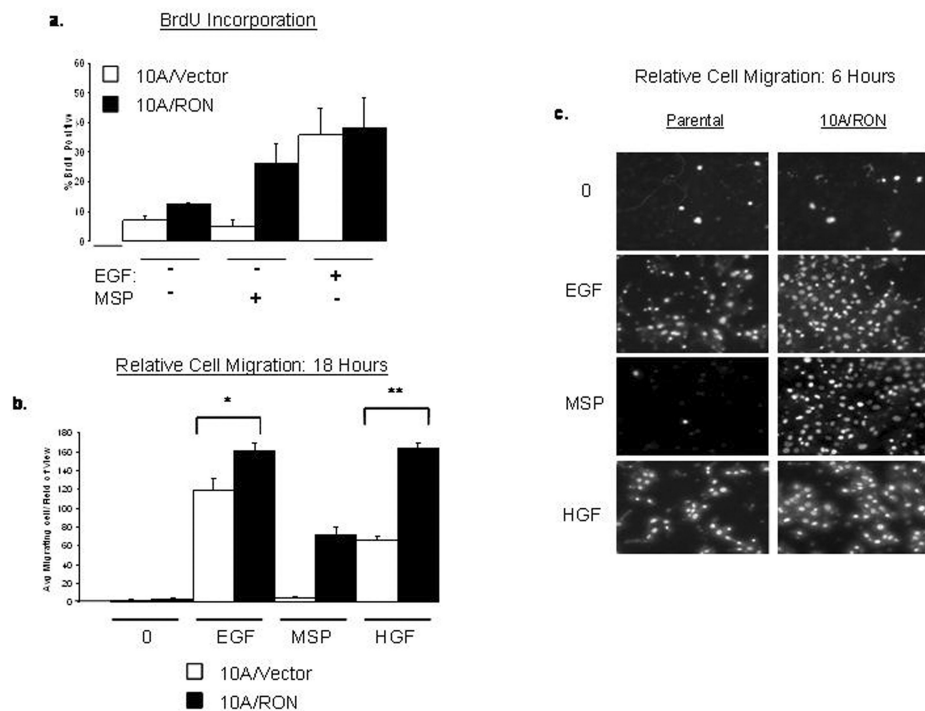 a.
BrdU Incorporation
60
50
40
30
20
10
0
% BrdU Positive
10A/Vector
10A/RON
EGF: - - +
MSP - + -
Relative Cell Migration: 18 Hours
b.
* **
180
160
140
120
100
80
60
40
20
0
Avg Migrating cell/Field of View
0 EGF MSP HGF
10A/Vector
10A/RON
Relative Cell Migration: 6 Hours
c.
Parental 10A/RON
0
EGF
MSP
HGF